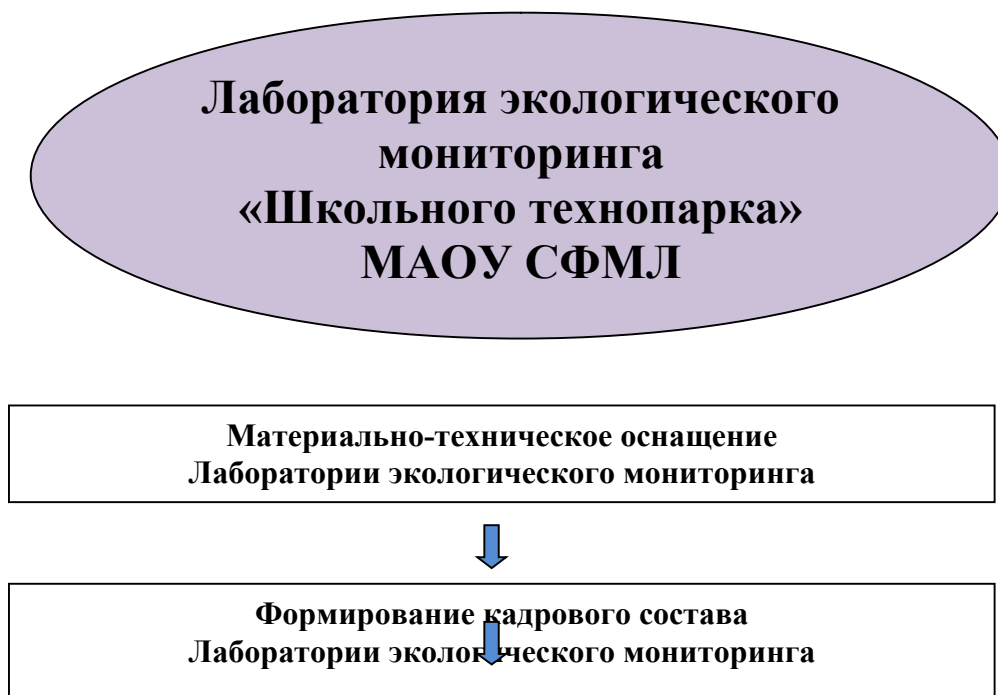 Лаборатория экологического
мониторинга
«Школьного технопарка»
МАОУ СФМЛ
Материально-техническое оснащение
Лаборатории экологического мониторинга
Формирование кадрового состава
Лаборатории экологического мониторинга